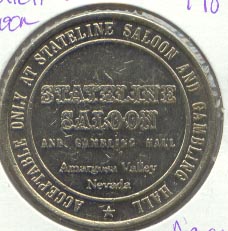 ACCEPTABLE ONLY AT STATELINE SALOON AND GAMBLING HALL
STATELINE
SALOON
AND GAMBLING HALL
Amargosa Valley
Nevada